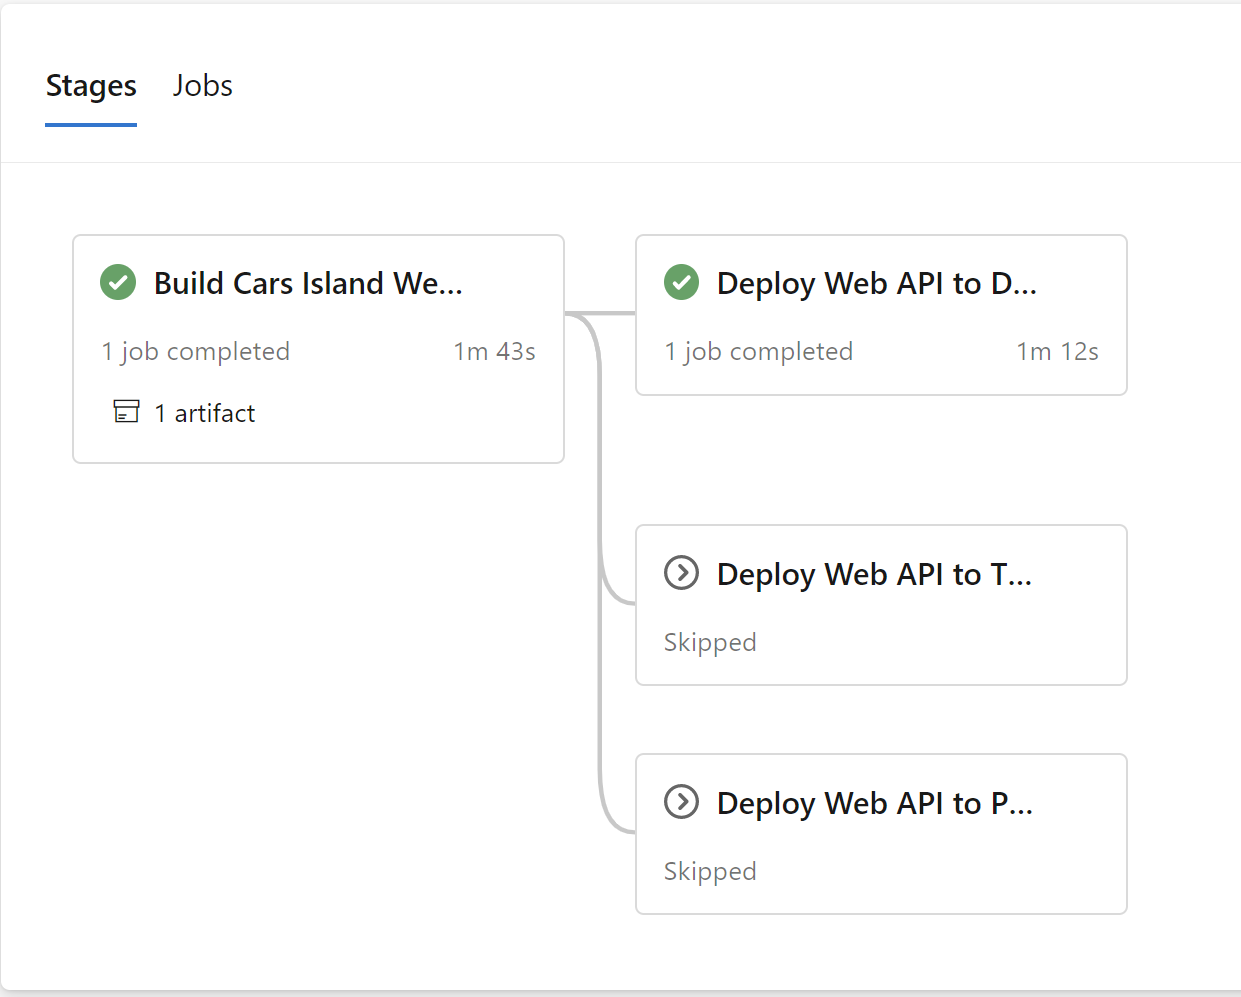 Stages Jobs
Build Cars Island We...
1 job completed 1m 43s
1 artifact
Deploy Web API to D...
1 job completed 1m 12s
Deploy Web API to T...
Skipped
Deploy Web API to P...
Skipped